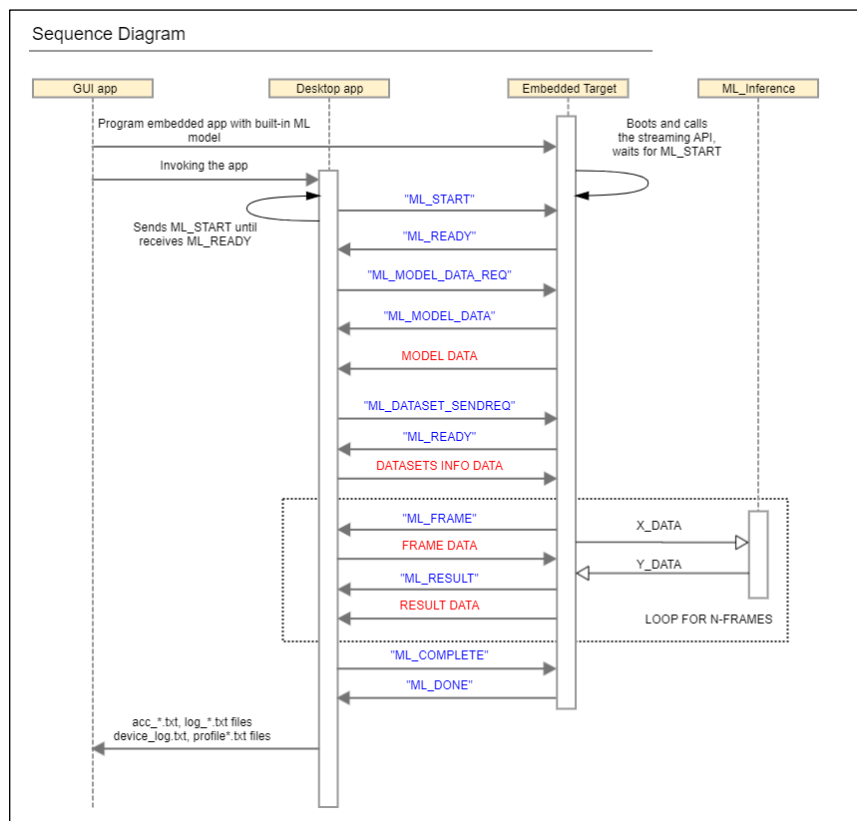 Sequence Diagram
GUI app
Desktop app
Embedded Target
ML_Inference
Program embedded app with built-in ML
model
Boots and calls
the streaming API,
waits for ML_START
Invoking the app
"ML_START"
Sends ML_START until
receives ML_READY
"ML_READY"
"ML_MODEL_DATA_REQ"
"ML_MODEL_DATA"
MODEL DATA
"ML_DATASET_SENDREQ"
"ML_READY"
DATASETS INFO DATA
"ML_FRAME"
X_DATA
FRAME DATA
Y_DATA
"ML_RESULT"
RESULT DATA
LOOP FOR N-FRAMES
"ML_COMPLETE"
"ML_DONE"
acc_*.txt, log_*.txt files
device_log.txt, profile*.txt files